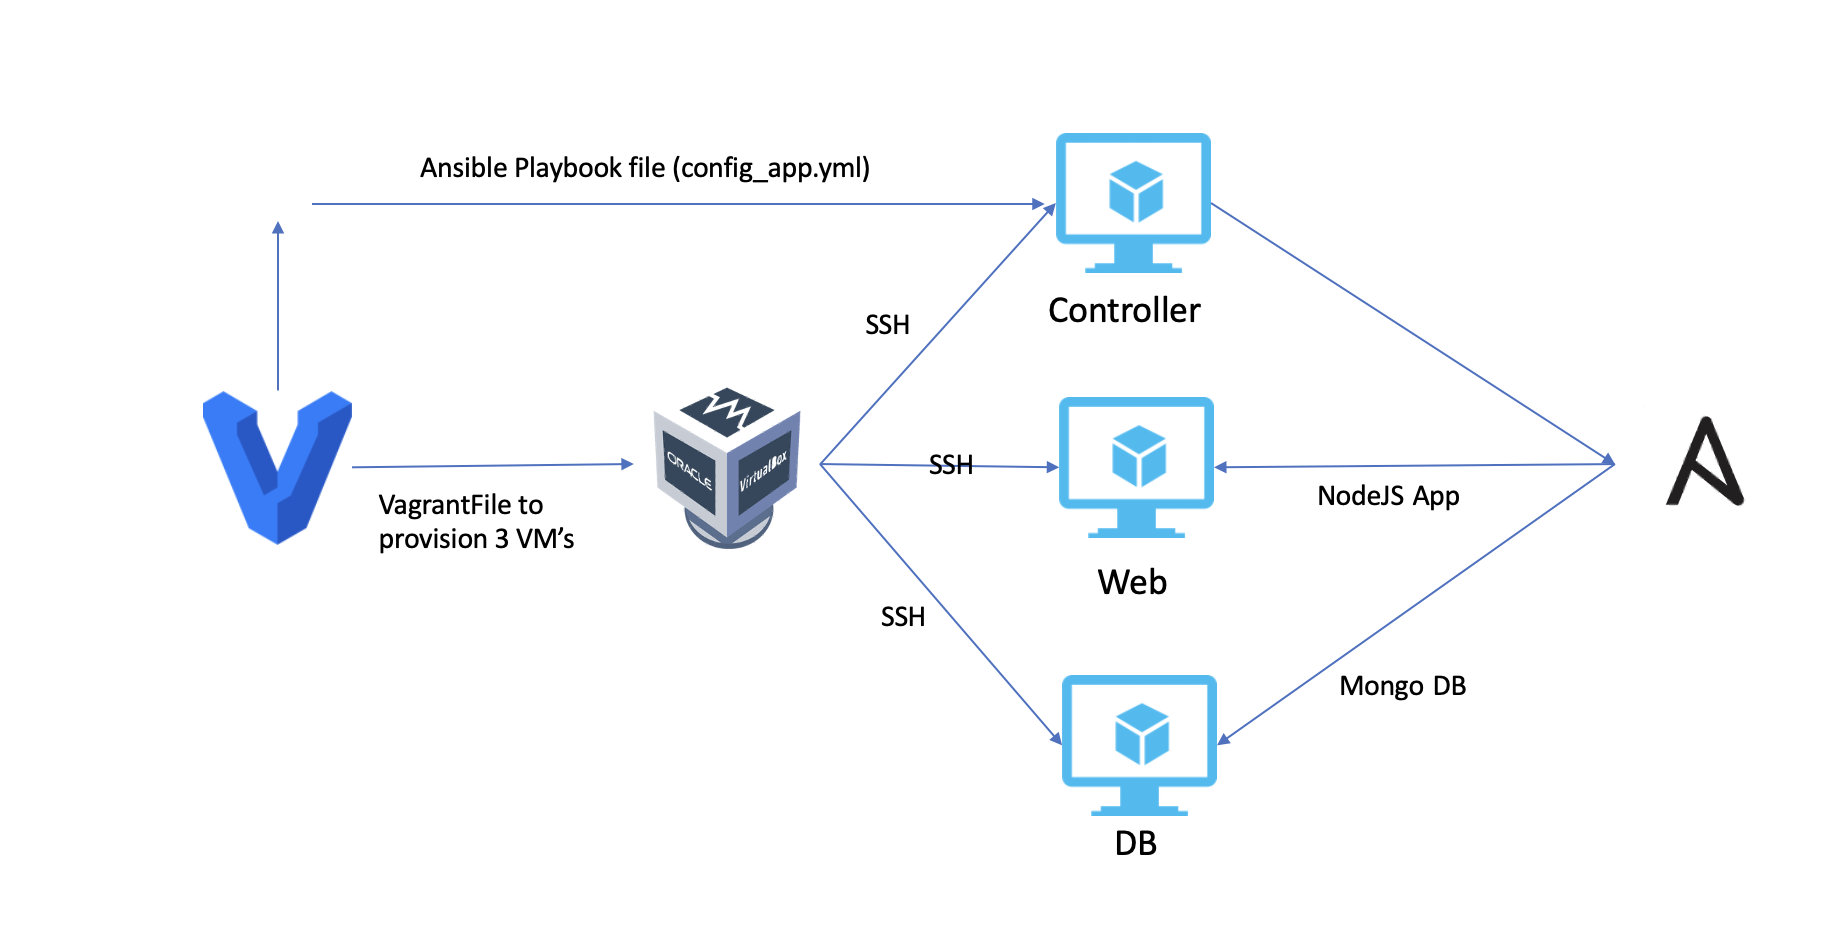 Ansible Playbook file (config_app.yml)
Controller
SSH
ORACLE
VirtualBox
SSH
VagrantFile to
provision 3 VM's
NodeJS App
Web
SSH
Mongo DB
DB